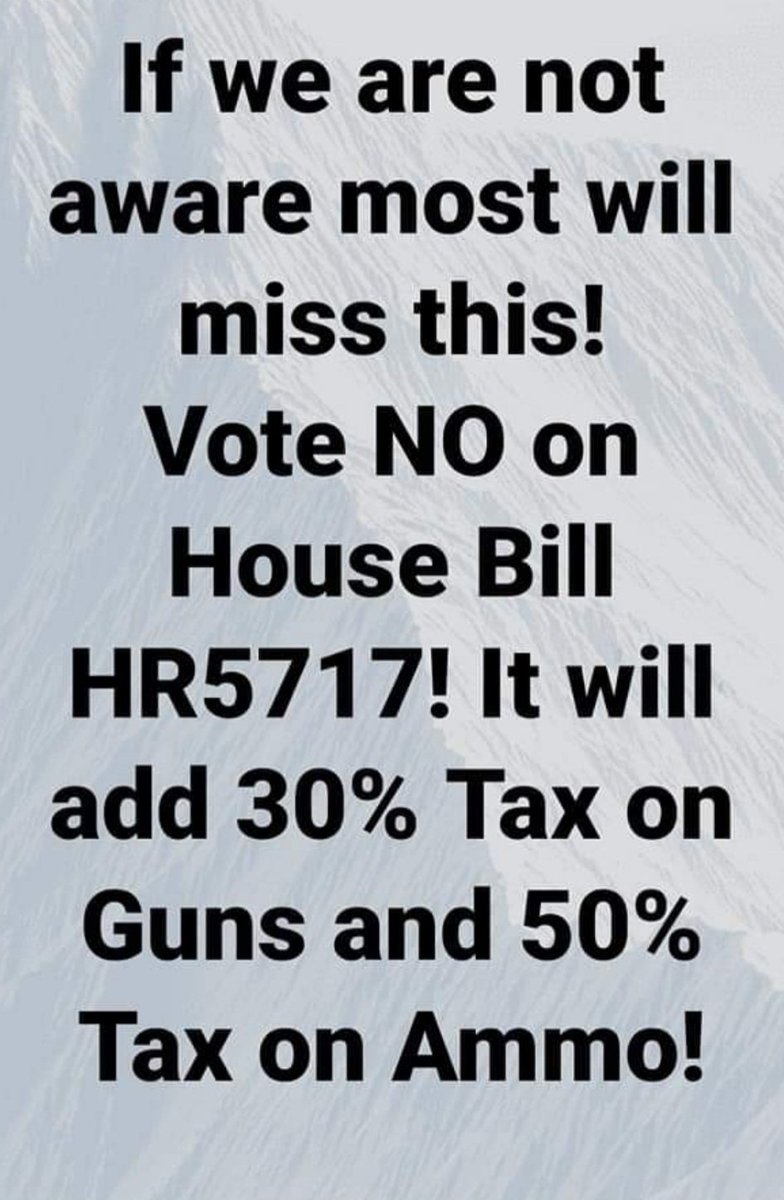 If we are not
aware most will
miss this!
Vote NO on
House Bill
HR5717! It will
add 30% Tax on
Guns and 50%
Tax on Ammo!